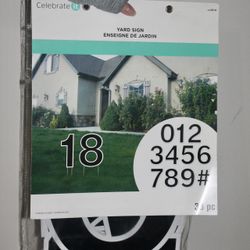 Celebrate it
YARD SIGN
ENSEIGNE DE JARDIN
18
012
3456
789#